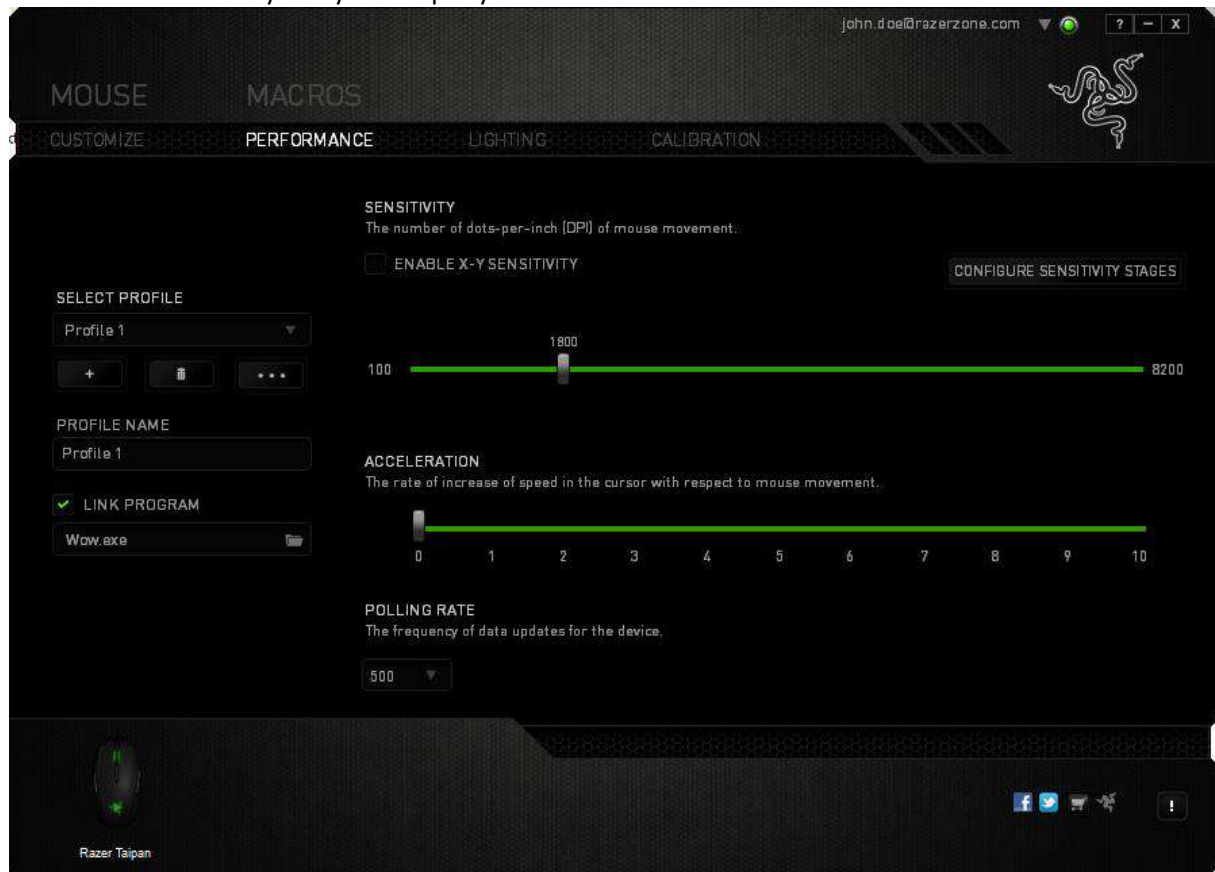 john.doe@razerzone.com
? – X
MOUSE MACROS
CUSTOMIZE PERFORMANCE LIGHTING CALIBRATION
SENSITIVITY
The number of dots-per-inch (DPI) of mouse movement.
ENABLE X-Y SENSITIVITY
CONFIGURE SENSITIVITY STAGES
SELECT PROFILE
Profile 1
+ •••
1800
100 8200
PROFILE NAME
Profile 1
LINK PROGRAM
Wow.exe
ACCELERATION
The rate of increase of speed in the cursor with respect to mouse movement.
0 1 2 3 4 5 6 7 8 9 10
POLLING RATE
The frequency of data updates for the device.
500
f
!
Razer Taipan